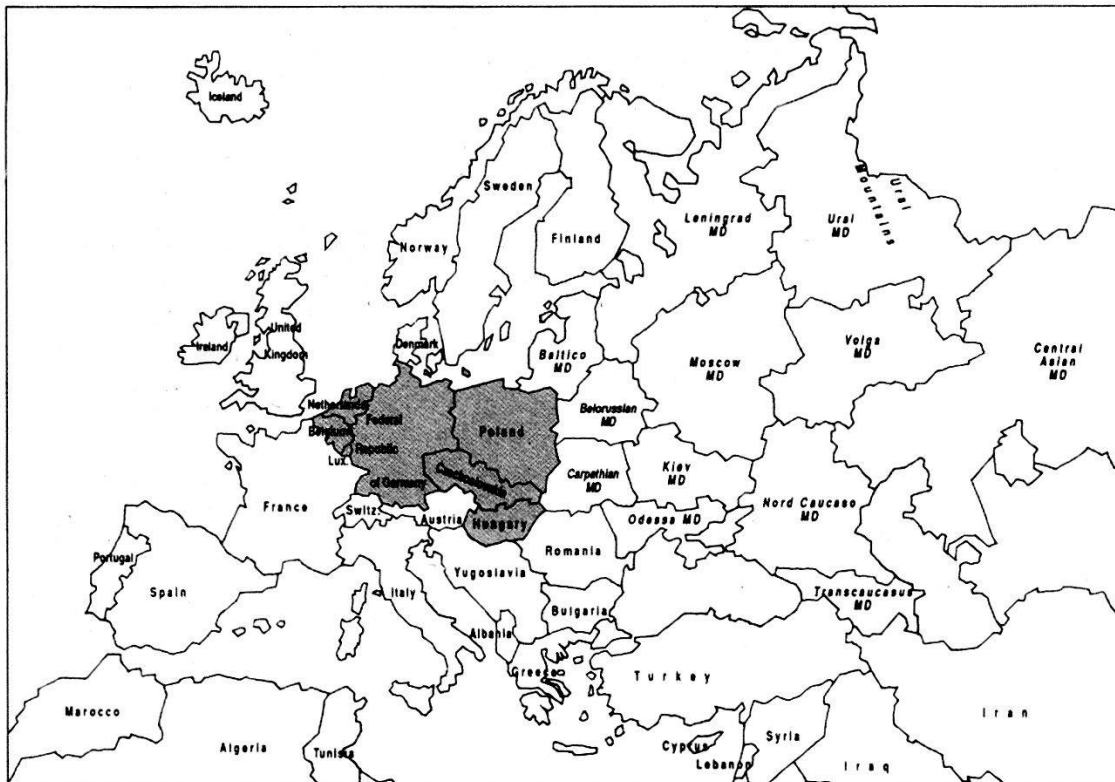 Iceland
Sweden
Norway
Finland
Leningrad
MD
Ural
MD
Ural
Mountains
United
Kingdom
Ireland
Denmark
Baltico
MD
Moscow
MD
Volga
MD
Central
Asian
MD
Netherlands
Belgium
Lux.
Federal
Republic
of Germany
Poland
Belorussian
MD
Czechoslovakia
Carpathian
MD
Kiev
MD
France
Switz.
Austria
Hungary
Odessa MD
Nord Caucaso
MD
Romania
Portugal
Spain
Italy
Yugoslavia
Bulgaria
Transcaucasus
MD
Albania
Greece
Turkey
Marocco
Algeria
Tunisia
Cyprus
Lebanon
Syria
Iraq
Iran